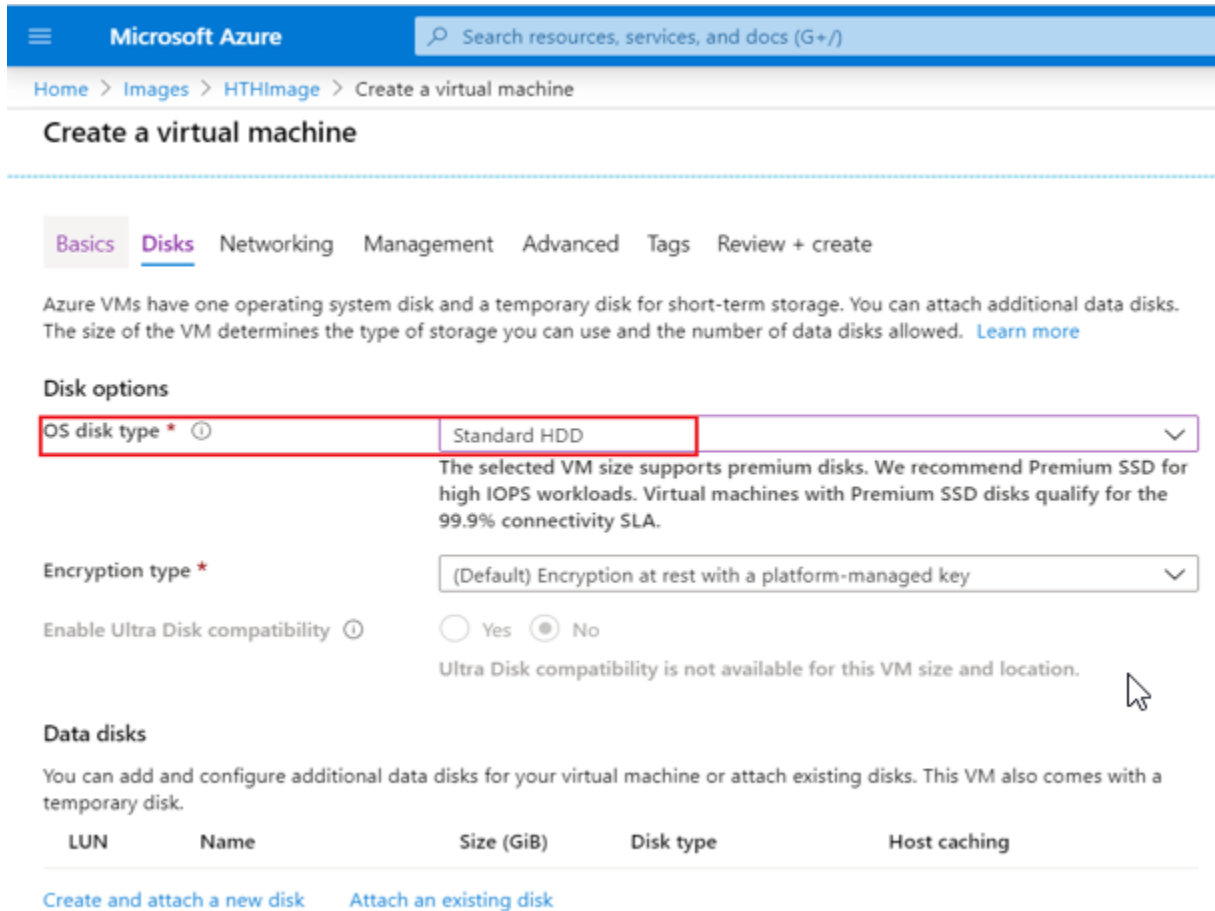 Microsoft Azure
Search resources, services, and docs (G+/)
Home > Images > HTHImage > Create a virtual machine
Create a virtual machine
Basics Disks Networking Management Advanced Tags Review + create
Azure VMs have one operating system disk and a temporary disk for short-term storage. You can attach additional data disks.
The size of the VM determines the type of storage you can use and the number of data disks allowed. Learn more
Disk options
OS disk type * Standard HDD
The selected VM size supports premium disks. We recommend Premium SSD for
high IOPS workloads. Virtual machines with Premium SSD disks qualify for the
99.9% connectivity SLA.
Encryption type * (Default) Encryption at rest with a platform-managed key
Enable Ultra Disk compatibility Yes No
Ultra Disk compatibility is not available for this VM size and location.
Data disks
You can add and configure additional data disks for your virtual machine or attach existing disks. This VM also comes with a
temporary disk.
LUN Name Size (GiB) Disk type Host caching
Create and attach a new disk Attach an existing disk